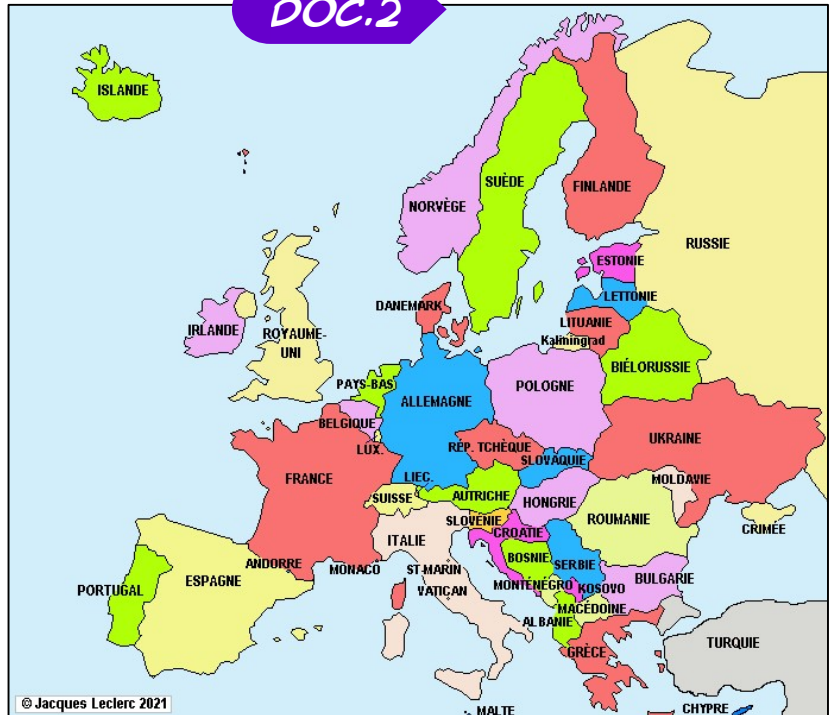 DOC.2
ISLANDE
SUÈDE
FINLANDE
NORVÈGE
RUSSIE
ESTONIE
LETTONIE
DANEMARK
LITUANIE
Kaliningrad
IRLANDE
ROYAUME-
UNI
BIÉLORUSSIE
PAYS-BAS
POLOGNE
ALLEMAGNE
BELGIQUE
UKRAINE
LUX.
RÉP. TCHÈQUE
SLOVAQUIE
FRANCE
LIEC.
MOLDAVIE
SUISSE
AUTRICHE
HONGRIE
ROUMANIE
SLOVÉNIE
CRIMÉE
CROATIE
ITALIE
BOSNIE
SERBIE
ANDORRE
MONACO
ST-MARIN
ESPAGNE
PORTUGAL
VATICAN
MONTÉNÉGRO
KOSOVO
BULGARIE
MACÉDOINE
ALBANIE
TURQUIE
GRÈCE
© Jacques Leclerc 2021
MALTE
CHYPRE